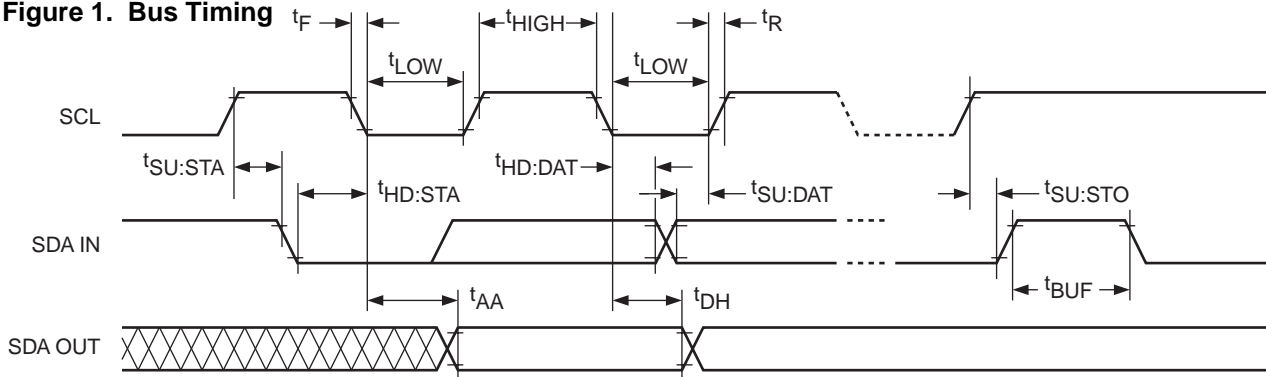 Figure 1. Bus Timing
tF
tHIGH
tR
tLOW
tLOW
SCL
tSU:STA
tHD:DAT
tHD:STA
tSU:DAT
tSU:STO
SDA IN
tBUF
tAA
tDH
SDA OUT